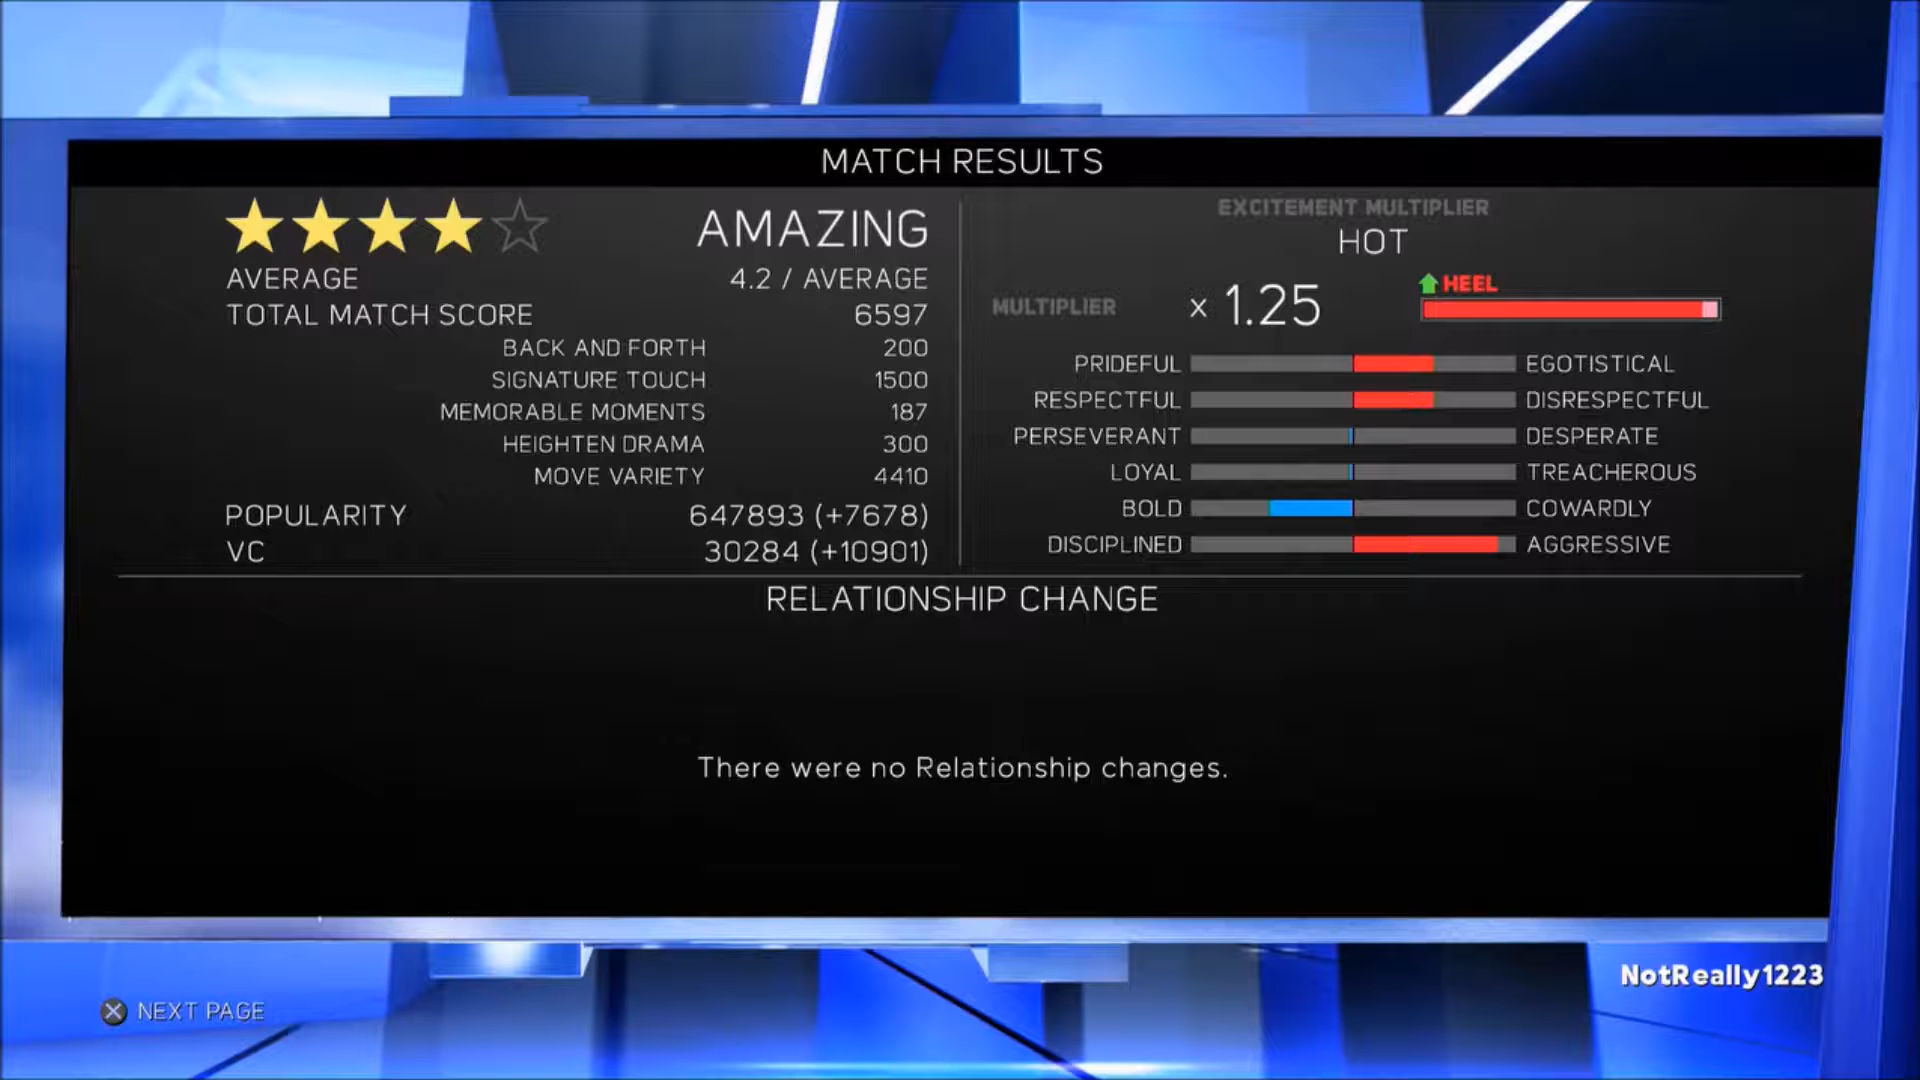 MATCH RESULTS
AMAZING
AVERAGE 4.2 / AVERAGE
TOTAL MATCH SCORE 6597
BACK AND FORTH 200
SIGNATURE TOUCH 1500
MEMORABLE MOMENTS 187
HEIGHTEN DRAMA 300
MOVE VARIETY 4410
POPULARITY 647893 (+7678)
VC 30284 (+10901)
EXCITEMENT MULTIPLIER
HOT
HEEL
MULTIPLIER x 1.25
PRIDEFUL EGOTISTICAL
RESPECTFUL DISRESPECTFUL
PERSEVERANT DESPERATE
LOYAL TREACHEROUS
BOLD COWARDLY
DISCIPLINED AGGRESSIVE
RELATIONSHIP CHANGE
There were no Relationship changes.
NotReally1223
NEXT PAGE